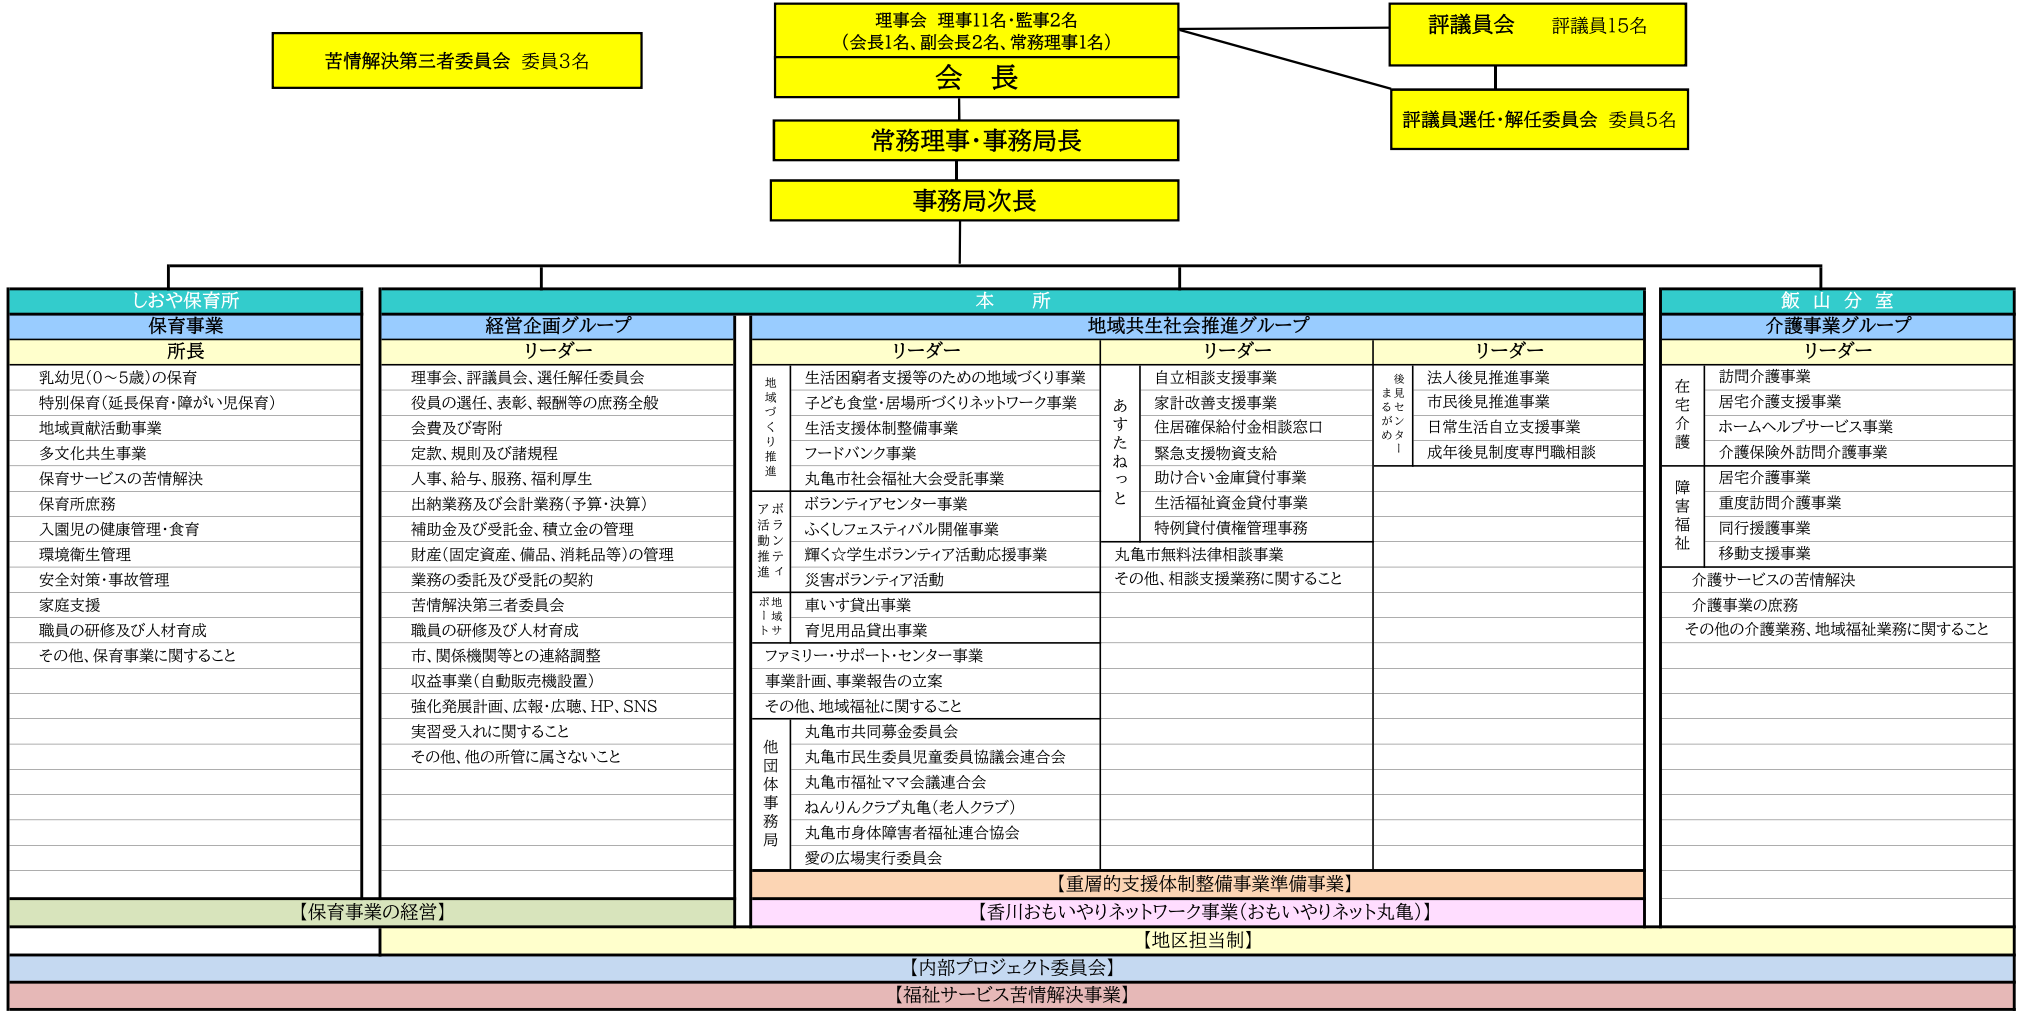 苦情解決第三者委員会 委員3名
理事会 理事11名・監事2名
（会長1名、副会長2名、常務理事1名）
会 長
評議員会 評議員15名
評議員選任・解任委員会 委員5名
常務理事・事務局長
事務局次長
しおや保育所
保育事業
所長
乳幼児（0～5歳）の保育
特別保育（延長保育・障がい児保育）
地域貢献活動事業
多文化共生事業
保育サービスの苦情解決
保育所庶務
入園児の健康管理・食育
環境衛生管理
安全対策・事故管理
家庭支援
職員の研修及び人材育成
その他、保育事業に関すること
本 所
経営企画グループ
リーダー
理事会、評議員会、選任解任委員会
役員の選任、表彰、報酬等の庶務全般
会費及び寄附
定款、規則及び諸規程
人事、給与、服務、福利厚生
出納業務及び会計業務（予算・決算）
補助金及び受託金、積立金の管理
財産（固定資産、備品、消耗品等）の管理
業務の委託及び受託の契約
苦情解決第三者委員会
職員の研修及び人材育成
市、関係機関等との連絡調整
収益事業（自動販売機設置）
強化発展計画、広報・広聴、HP、SNS
実習受入れに関すること
その他、他の所管に属さないこと
地域共生社会推進グループ
リーダー
地域づくり推進
生活困窮者支援等のための地域づくり事業
子ども食堂・居場所づくりネットワーク事業
生活支援体制整備事業
フードバンク事業
丸亀市社会福祉大会受託事業
ボランティア活動推進
ボランティアセンター事業
ふくしフェスティバル開催事業
輝く☆学生ボランティア活動応援事業
災害ボランティア活動
地域サポート
車いす貸出事業
育児用品貸出事業
ファミリー・サポート・センター事業
事業計画、事業報告の立案
その他、地域福祉に関すること
他団体事務局
丸亀市共同募金委員会
丸亀市民生委員児童委員協議会連合会
丸亀市福祉ママ会議連合会
ねんりんクラブ丸亀（老人クラブ）
丸亀市身体障害者福祉連合協会
愛の広場実行委員会
リーダー
あすたねっと
自立相談支援事業
家計改善支援事業
住居確保給付金相談窓口
緊急支援物資支給
助け合い金庫貸付事業
生活福祉資金貸付事業
特例貸付債権管理事務
丸亀市無料法律相談事業
その他、相談支援業務に関すること
リーダー
後見センター
まるがめ
法人後見推進事業
市民後見推進事業
日常生活自立支援事業
成年後見制度専門職相談
飯 山 分 室
介護事業グループ
リーダー
在宅介護
訪問介護事業
居宅介護支援事業
ホームヘルプサービス事業
介護保険外訪問介護事業
障害福祉
居宅介護事業
重度訪問介護事業
同行援護事業
移動支援事業
介護サービスの苦情解決
介護事業の庶務
その他の介護業務、地域福祉業務に関すること
【重層的支援体制整備事業準備事業】
【保育事業の経営】
【香川おもいやりネットワーク事業（おもいやりネット丸亀）】
【地区担当制】
【内部プロジェクト委員会】
【福祉サービス苦情解決事業】